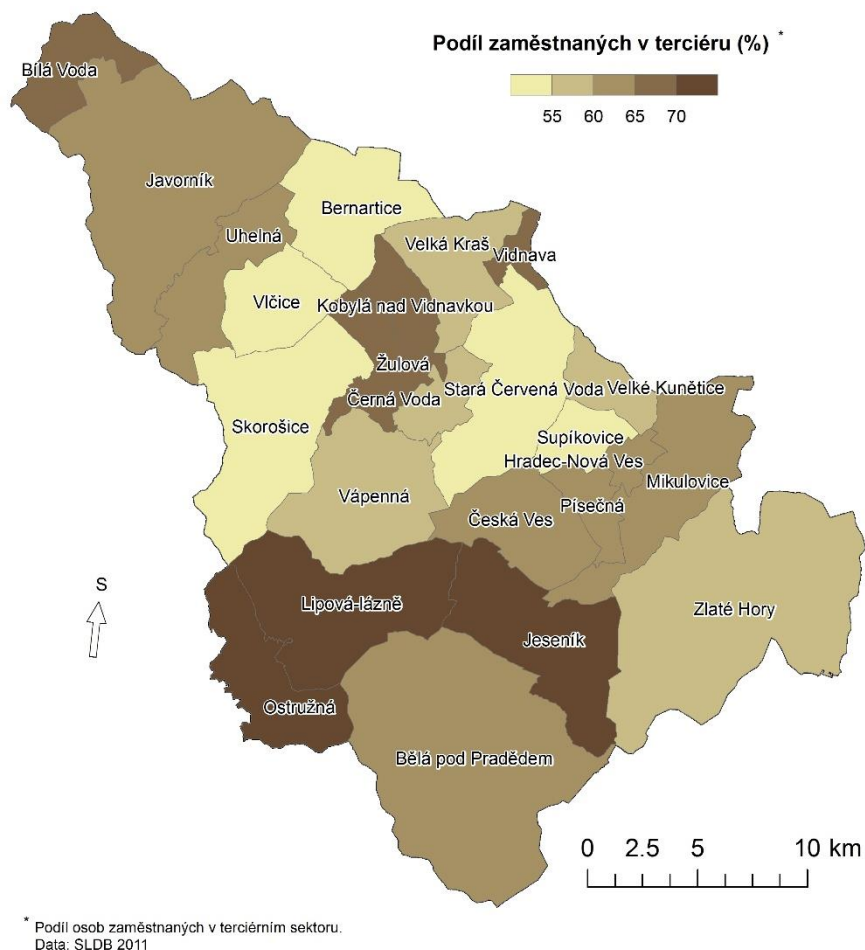 Podíl zaměstnaných v terciéru (%) *
55 60 65 70
Bílá Voda
Javorník
Bernartice
Uhelná
Velká Kraš
Vidnava
Vlčice
Kobylá nad Vidnavkou
Žulová
Stará Červená Voda
Velké Kunětice
Černá Voda
Skorošice
Supíkovice
Hradec-Nová Ves
Mikulovice
Vápenná
Písečná
Česká Ves
S
Lipová-lázně
Zlaté Hory
Jeseník
Ostružná
Bělá pod Pradědem
0 2.5 5 10 km
* Podíl osob zaměstnaných v terciérním sektoru.
Data: SLDB 2011